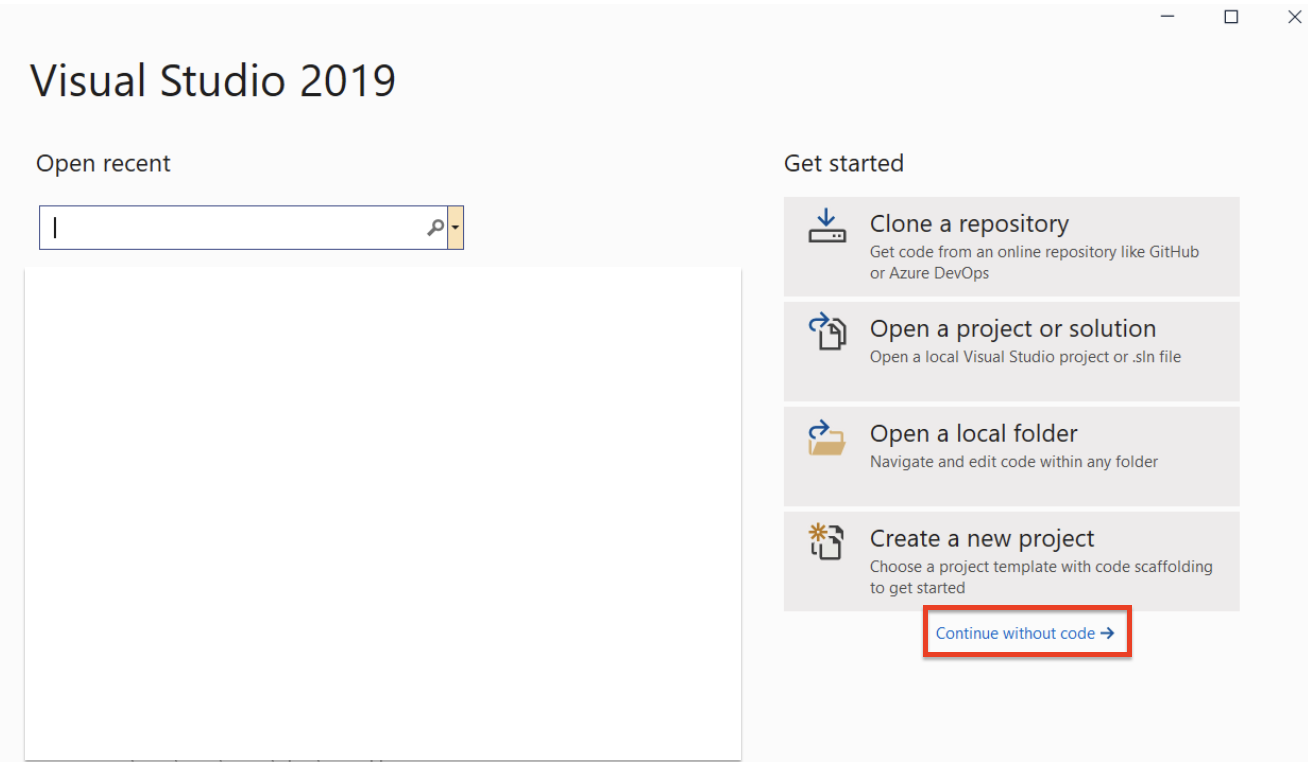 Visual Studio 2019
Open recent
Get started
Clone a repository
Get code from an online repository like GitHub
or Azure DevOps
Open a project or solution
Open a local Visual Studio project or .sln file
Open a local folder
Navigate and edit code within any folder
Create a new project
Choose a project template with code scaffolding
to get started
Continue without code →